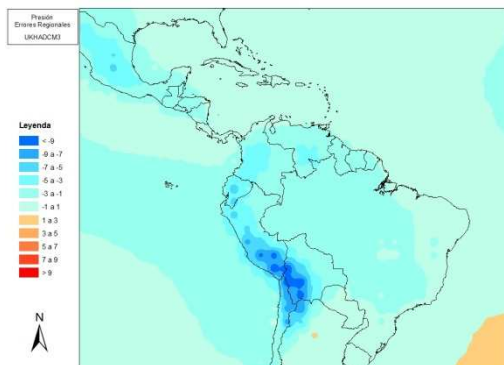 Presión
Errores Regionales
UKHADCM3
Leyenda
< -9
-9 a -7
-7 a -5
-5 a -3
-3 a -1
-1 a 1
1 a 3
3 a 5
5 a 7
7 a 9
> 9
N